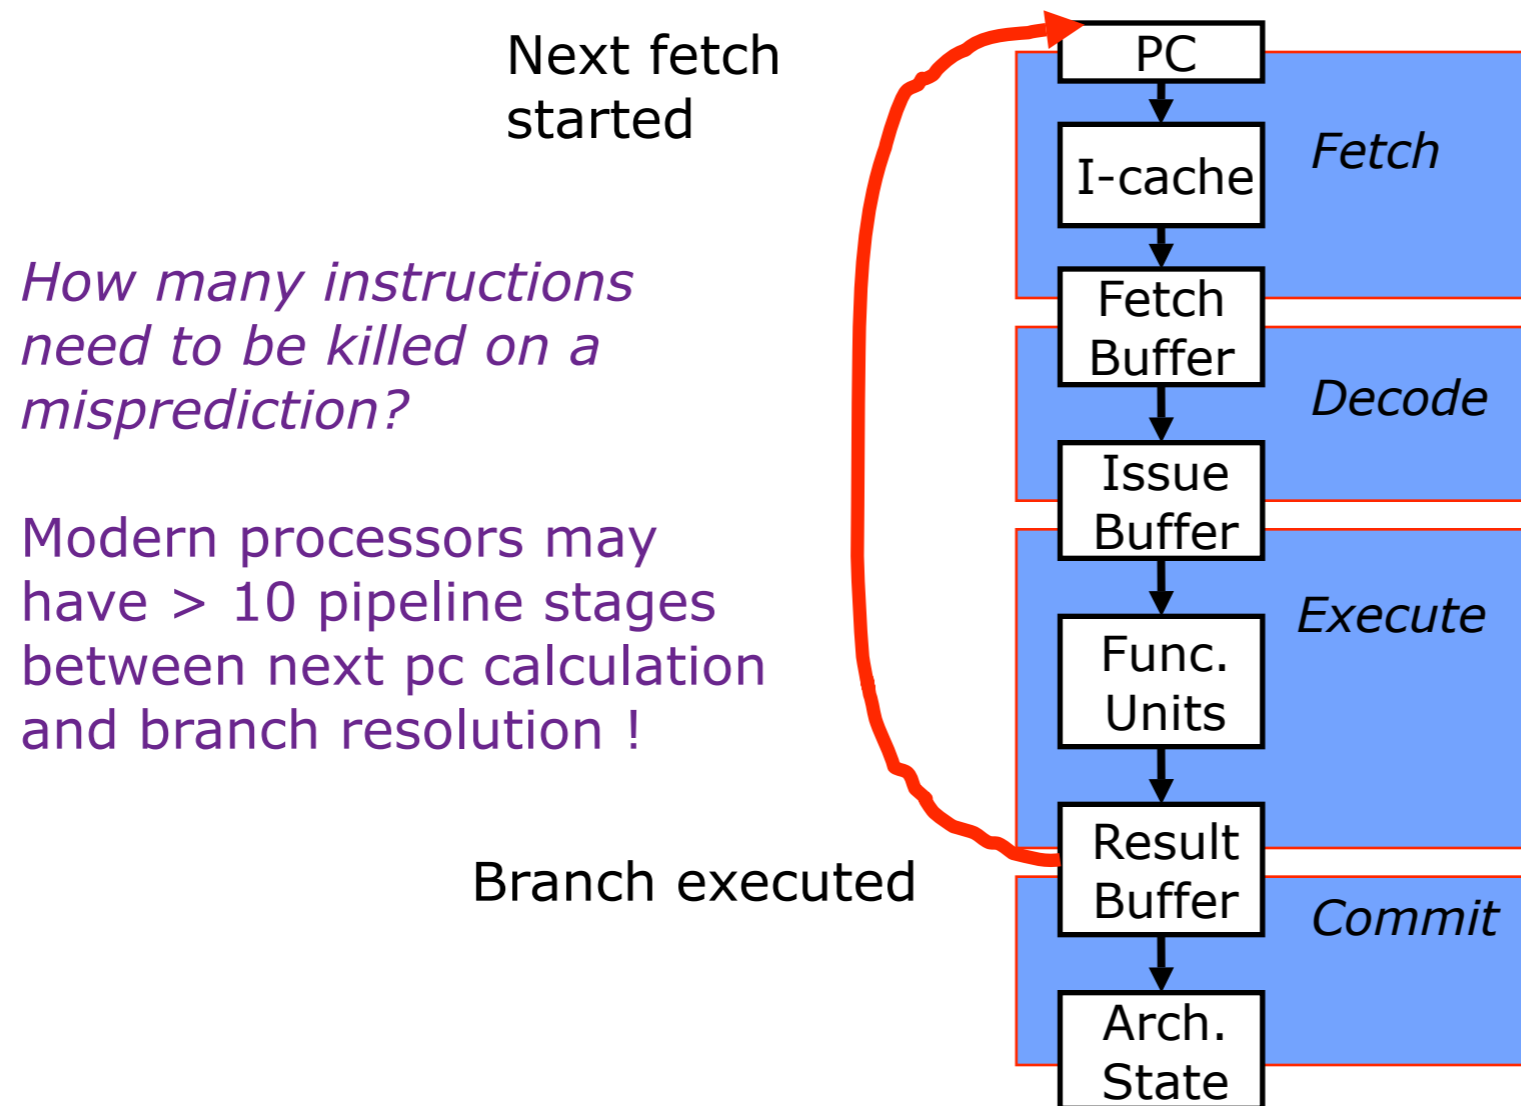 Next fetch
started
How many instructions
need to be killed on a
misprediction?
Modern processors may
have > 10 pipeline stages
between next pc calculation
and branch resolution !
Branch executed
PC
Fetch
I-cache
Fetch
Buffer
Decode
Issue
Buffer
Execute
Func.
Units
Result
Buffer
Commit
Arch.
State